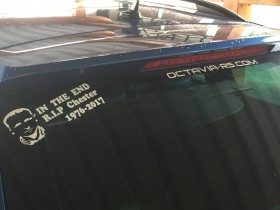 OCTAVIA-RS.COM
IN THE END
R.I.P Chester
1976-2017